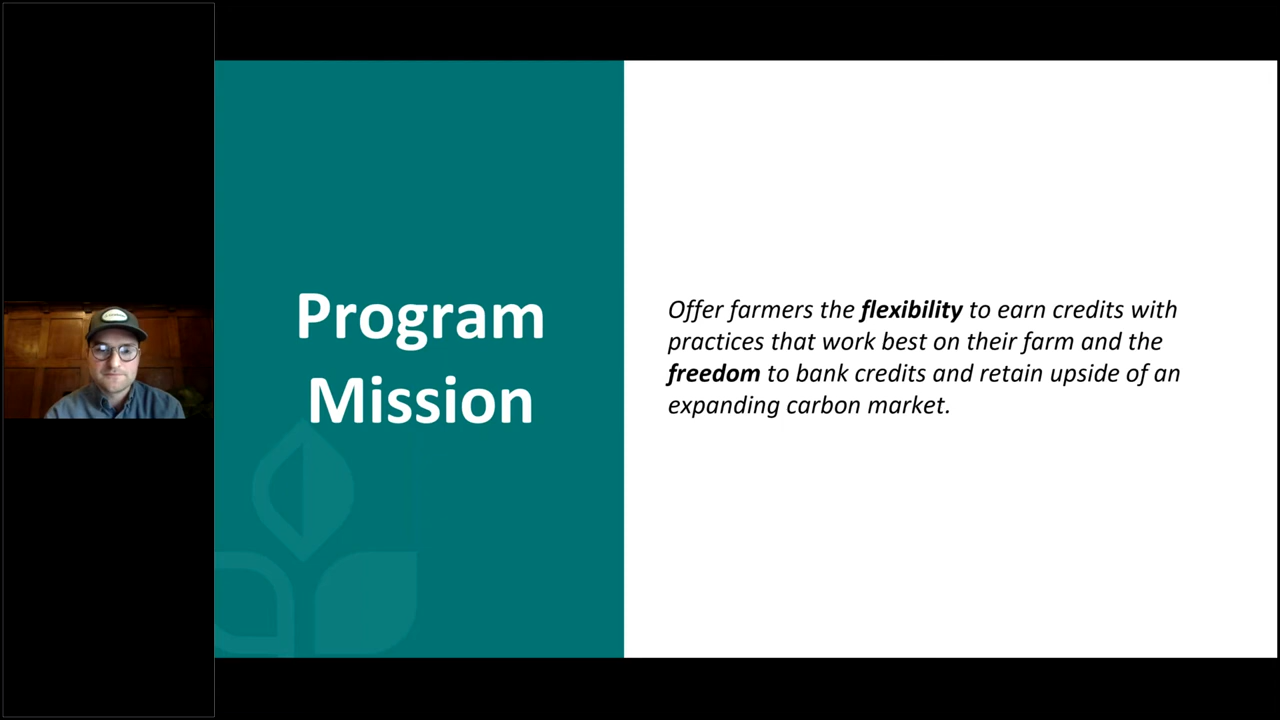 Program
Mission
Offer farmers the flexibility to earn credits with
practices that work best on their farm and the
freedom to bank credits and retain upside of an
expanding carbon market.